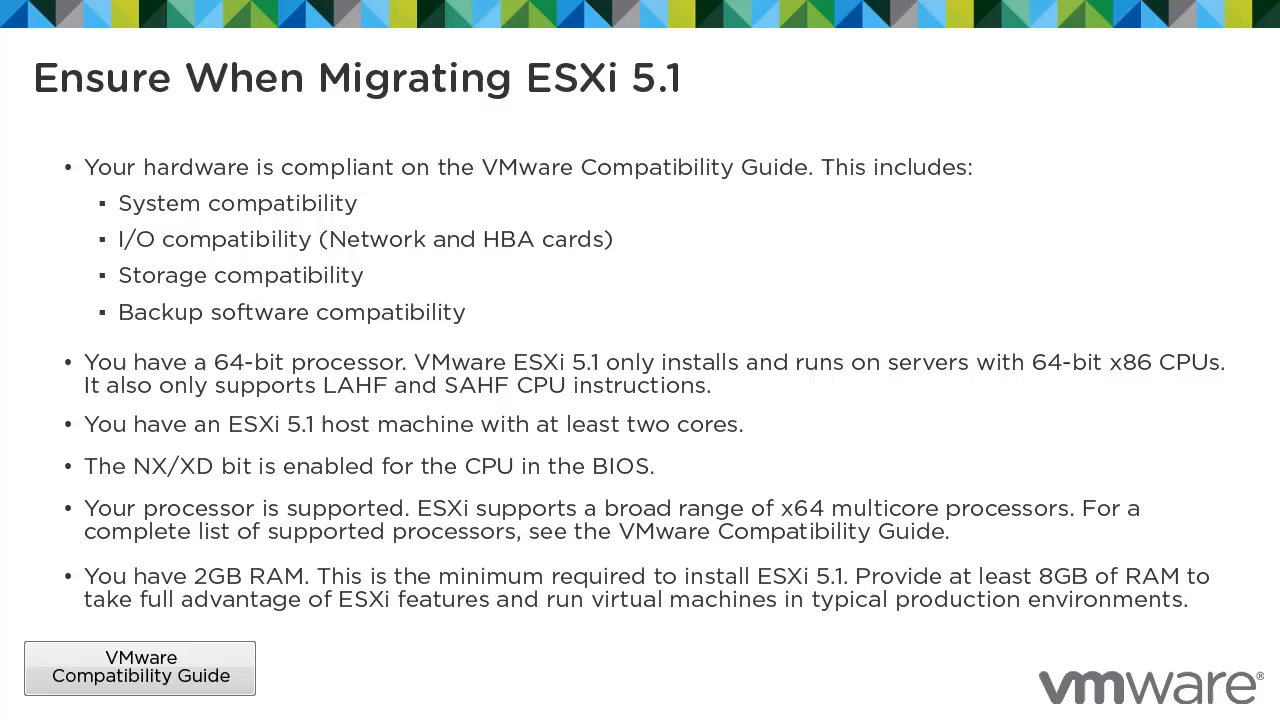 Ensure When Migrating ESXi 5.1
• Your hardware is compliant on the VMware Compatibility Guide. This includes:
▪ System compatibility
▪ I/O compatibility (Network and HBA cards)
▪ Storage compatibility
▪ Backup software compatibility
• You have a 64-bit processor. VMware ESXi 5.1 only installs and runs on servers with 64-bit x86 CPUs.
It also only supports LAHF and SAHF CPU instructions.
• You have an ESXi 5.1 host machine with at least two cores.
• The NX/XD bit is enabled for the CPU in the BIOS.
• Your processor is supported. ESXi supports a broad range of x64 multicore processors. For a
complete list of supported processors, see the VMware Compatibility Guide.
• You have 2GB RAM. This is the minimum required to install ESXi 5.1. Provide at least 8GB of RAM to
take full advantage of ESXi features and run virtual machines in typical production environments.
VMware
Compatibility Guide
vmware®